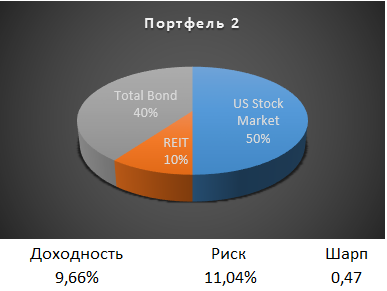 Портфель 2
Total Bond
40%
US Stock
Market
50%
REIT
10%
Доходность Риск Шарп
9,66% 11,04% 0,47